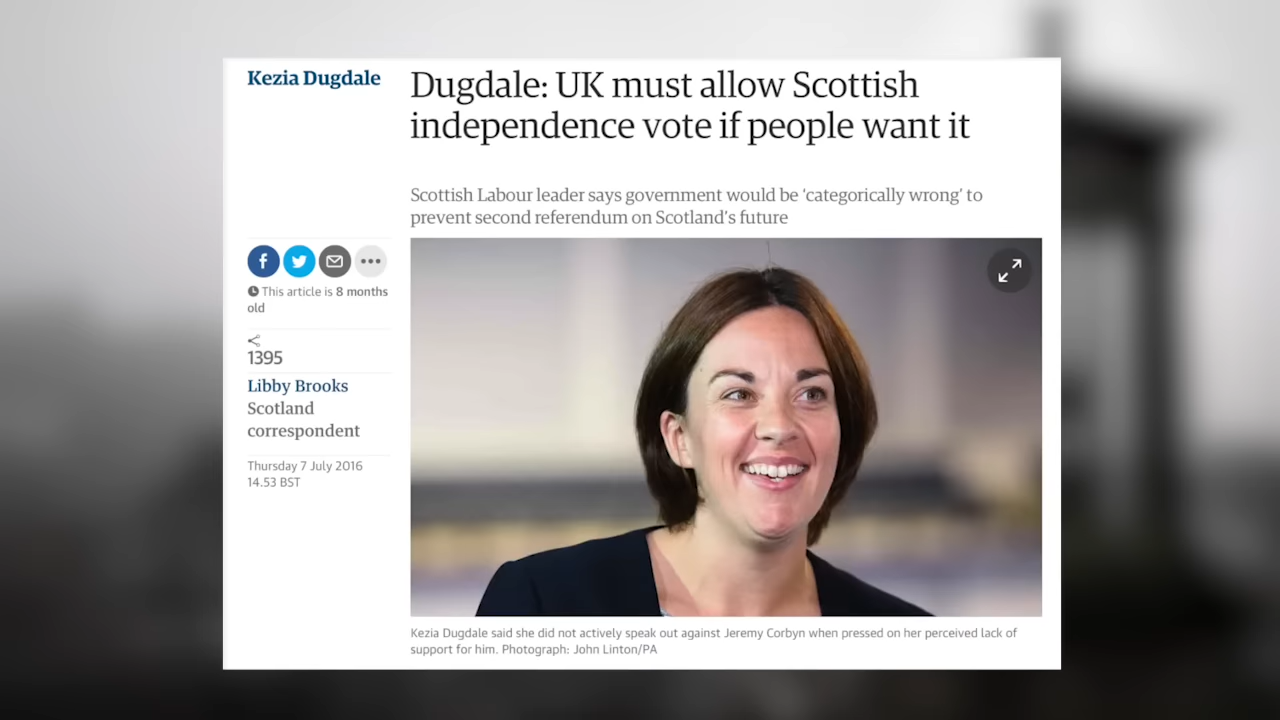 Kezia Dugdale
Dugdale: UK must allow Scottish
independence vote if people want it
Scottish Labour leader says government would be ‘categorically wrong’ to
prevent second referendum on Scotland’s future
This article is 8 months
old
1395
Libby Brooks
Scotland
correspondent
Thursday 7 July 2016
14.53 BST
Kezia Dugdale said she did not actively speak out against Jeremy Corbyn when pressed on her perceived lack of
support for him. Photograph: John Linton/PA